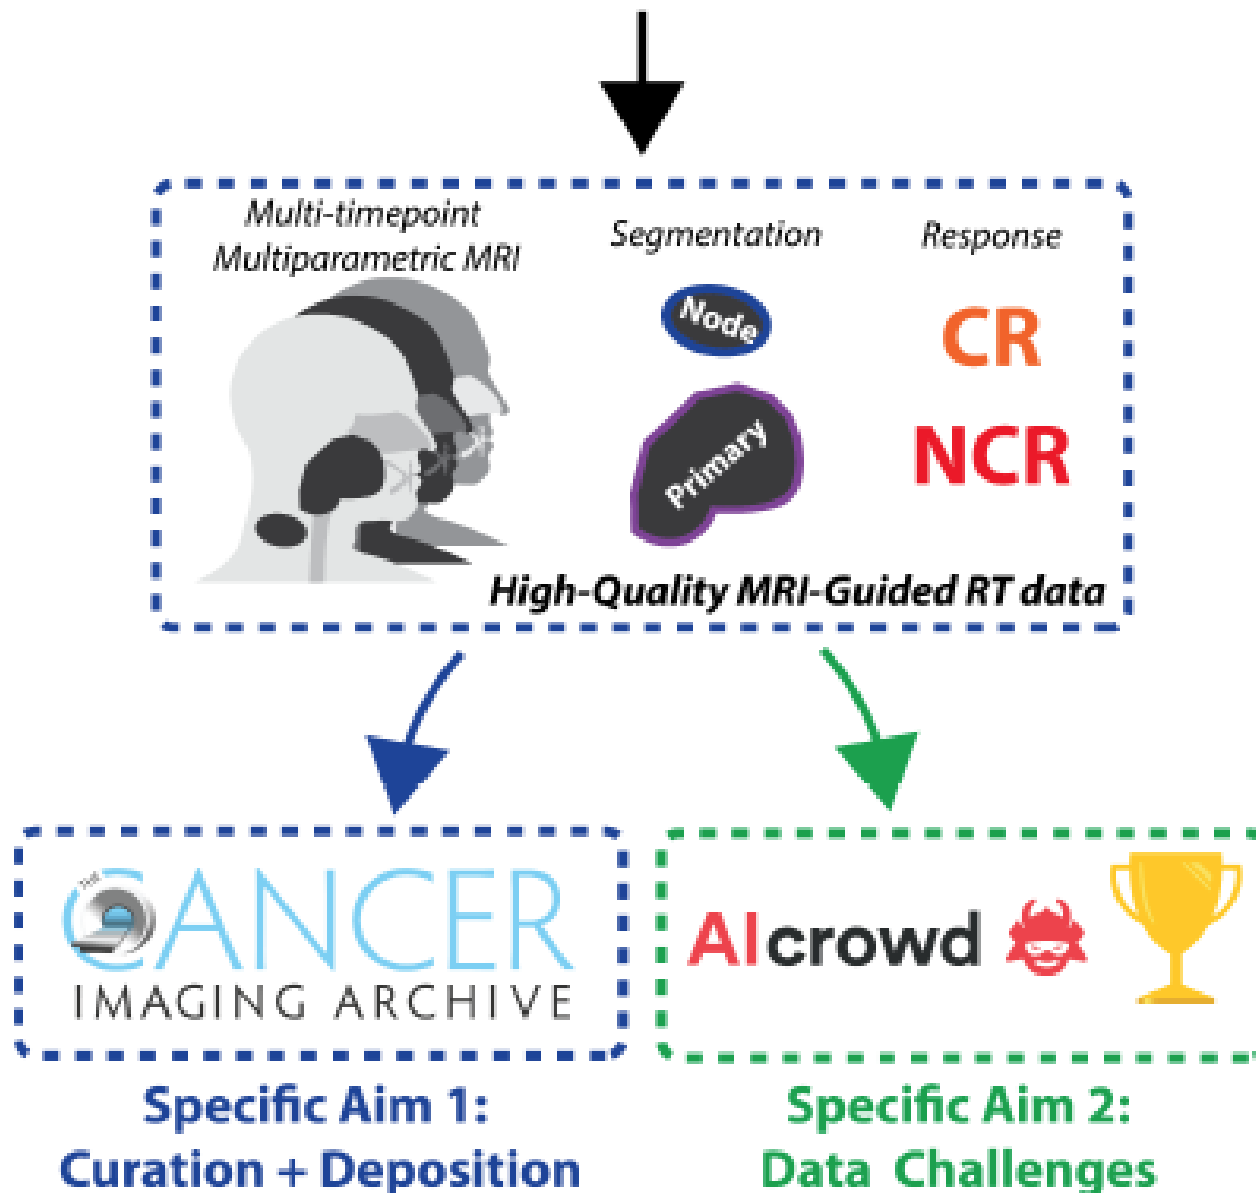 Multi-timepoint
Multiparametric MRI
Segmentation
Response
Node
Primary
CR
NCR
High-Quality MRI-Guided RT data
THE
CANCER
IMAGING ARCHIVE
AIcrowd
Specific Aim 1:
Curation + Deposition
Specific Aim 2:
Data Challenges